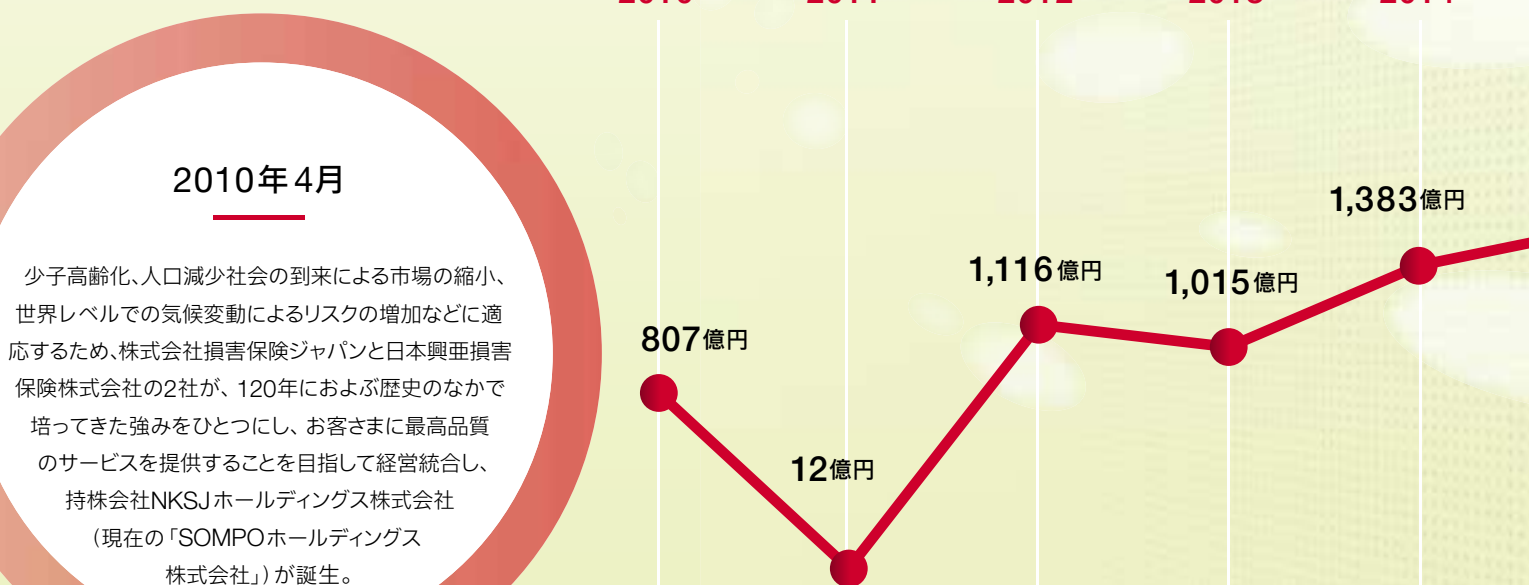 2010 2011 2012 2013 2014
2010年4月
少子高齢化、人口減少社会の到来による市場の縮小、
世界レベルでの気候変動によるリスクの増加などに適
応するため、株式会社損害保険ジャパンと日本興亜損害
保険株式会社の2社が、120年におよぶ歴史のなかで
培ってきた強みをひとつにし、お客さまに最高品質
のサービスを提供することを目指して経営統合し、
持株会社NKSJホールディングス株式会社
（現在の「SOMPOホールディングス
株式会社」）が誕生。
807億円
12億円
1,116億円
1,015億円
1,383億円